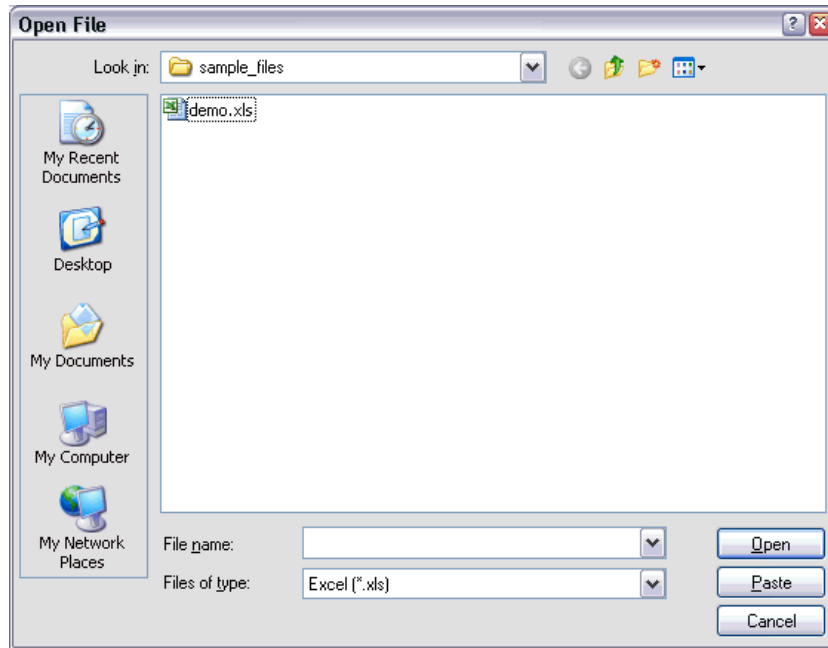 Open File
Look in:
sample_files
demo.xls
My Recent
Documents
Desktop
My Documents
My Computer
My Network
Places
File name:
Open
Files of type:
Excel (*.xls)
Paste
Cancel